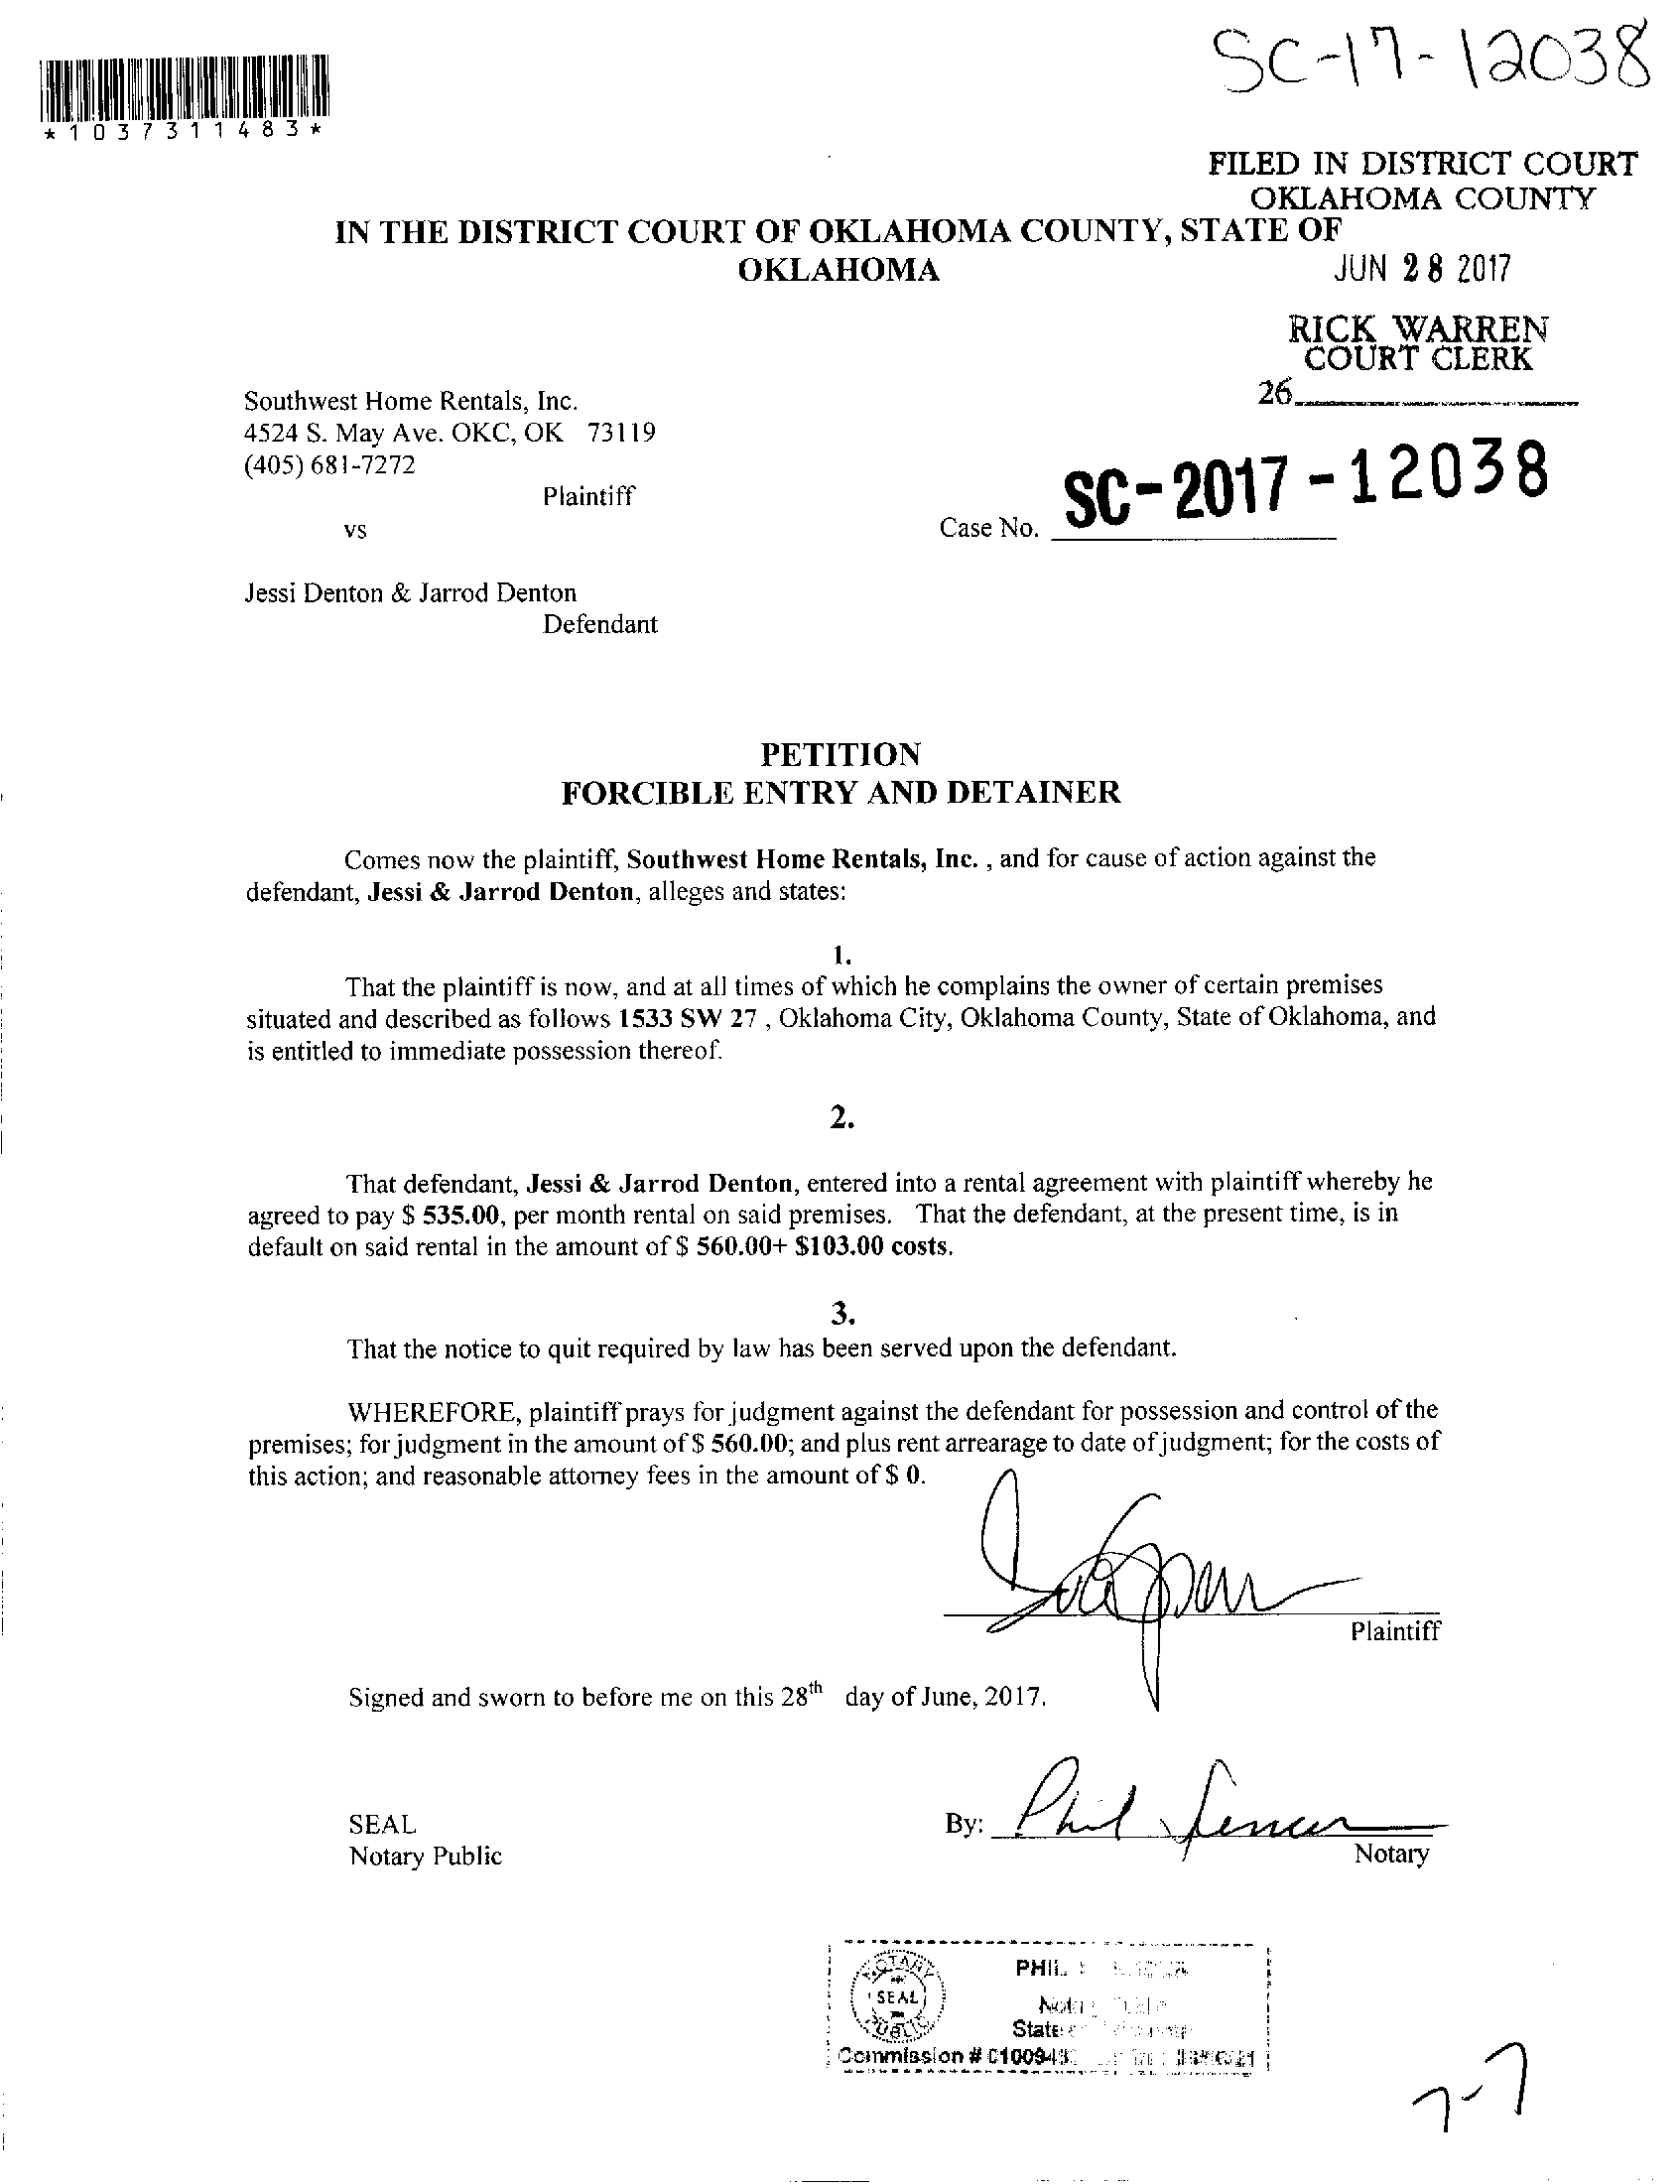 SC-17-12038
*1037311483*
FILED IN DISTRICT COURT
OKLAHOMA COUNTY
IN THE DISTRICT COURT OF OKLAHOMA COUNTY, STATE OF
OKLAHOMA
JUN 28 2017
RICK WARREN
COURT CLERK
26
Southwest Home Rentals, Inc.
4524 S. May Ave. OKC, OK 73119
(405) 681-7272
Plaintiff
vs
Case No. SC-2017-12038
Jessi Denton & Jarrod Denton
Defendant
PETITION
FORCIBLE ENTRY AND DETAINER
Comes now the plaintiff, Southwest Home Rentals, Inc. , and for cause of action against the
defendant, Jessi & Jarrod Denton, alleges and states:
1.
That the plaintiff is now, and at all times of which he complains the owner of certain premises
situated and described as follows 1533 SW 27 , Oklahoma City, Oklahoma County, State of Oklahoma, and
is entitled to immediate possession thereof.
2.
That defendant, Jessi & Jarrod Denton, entered into a rental agreement with plaintiff whereby he
agreed to pay $ 535.00, per month rental on said premises. That the defendant, at the present time, is in
default on said rental in the amount of $ 560.00+ $103.00 costs.
3.
That the notice to quit required by law has been served upon the defendant.
WHEREFORE, plaintiff prays for judgment against the defendant for possession and control of the
premises; for judgment in the amount of $ 560.00; and plus rent arrearage to date of judgment; for the costs of
this action; and reasonable attorney fees in the amount of $ 0.
Plaintiff
Signed and sworn to before me on this 28th day of June, 2017.
SEAL
By: Phil Spencer
Notary Public
Notary
NOTARY
SEAL
PUBLIC
PHIL
Notary Public
State
Commission #
7-7